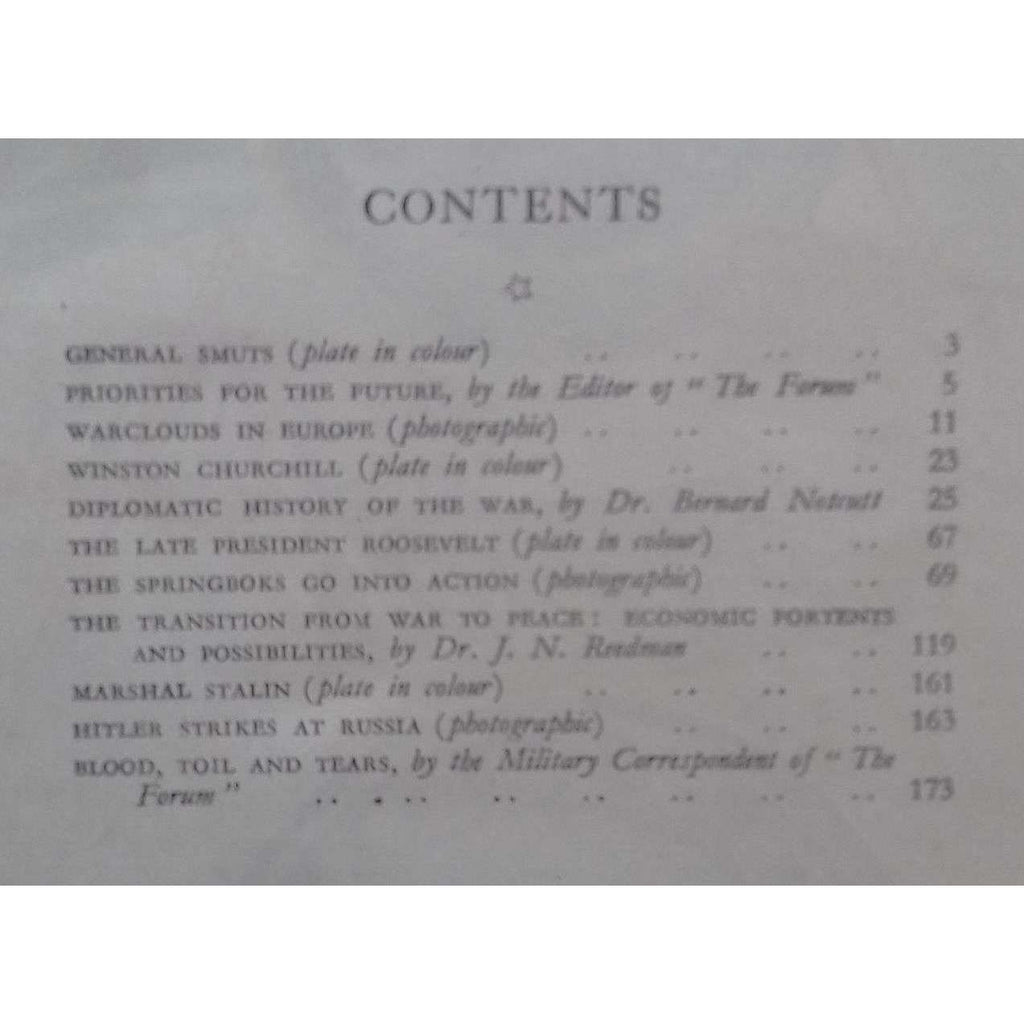 CONTENTS
GENERAL SMUTS (plate in colour) .. .. .. .. 3
PRIORITIES FOR THE FUTURE, by the Editor of " The Forum " 5
WARCLOUDS IN EUROPE (photographic) .. .. .. .. 11
WINSTON CHURCHILL (plate in colour) .. .. .. 23
DIPLOMATIC HISTORY OF THE WAR, by Dr. Bernard Notcutt 25
THE LATE PRESIDENT ROOSEVELT (plate in colour) .. .. 67
THE SPRINGBOKS GO INTO ACTION (photographic) .. .. 69
THE TRANSITION FROM WAR TO PEACE : ECONOMIC PORTENTS
AND POSSIBILITIES, by Dr. J. N. Reedman .. .. 119
MARSHAL STALIN (plate in colour) .. .. .. .. 161
HITLER STRIKES AT RUSSIA (photographic) .. .. .. 163
BLOOD, TOIL AND TEARS, by the Military Correspondent of " The
Forum " .. . .. .. .. .. .. .. 173